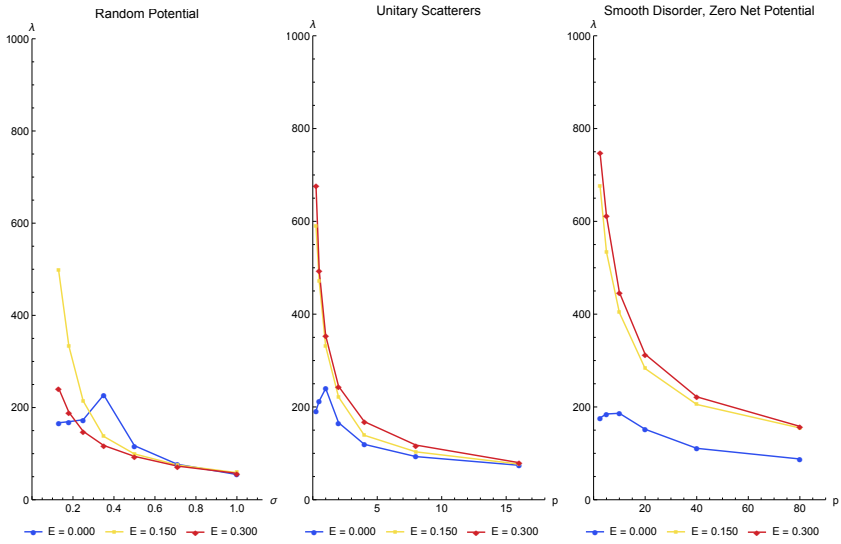 Random Potential
λ
1000
800
600
400
200
0
0.2
0.4
0.6
0.8
1.0
σ
E = 0.000
E = 0.150
E = 0.300
Unitary Scatterers
λ
1000
800
600
400
200
0
5
10
15
p
E = 0.000
E = 0.150
E = 0.300
Smooth Disorder, Zero Net Potential
λ
1000
800
600
400
200
0
20
40
60
80
p
E = 0.000
E = 0.150
E = 0.300